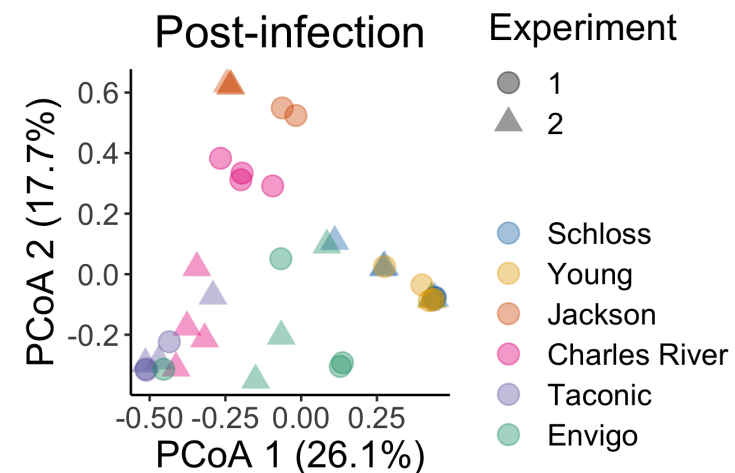 Post-infection
Experiment
1
2
Schloss
Young
Jackson
Charles River
Taconic
Envigo
PCoA 2 (17.7%)
0.6
0.4
0.2
0.0
-0.2
-0.50 -0.25 0.00 0.25
PCoA 1 (26.1%)